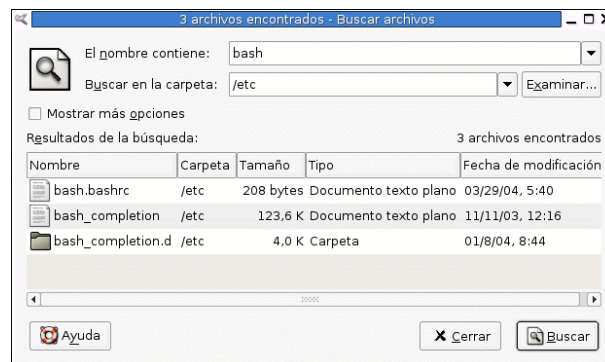 3 archivos encontrados - Buscar archivos
El nombre contiene: bash
Buscar en la carpeta: /etc Examinar...
Mostrar más opciones
Resultados de la búsqueda: 3 archivos encontrados
Nombre Carpeta Tamaño Tipo Fecha de modificación
bash.bashrc /etc 208 bytes Documento texto plano 03/29/04, 5:40
bash_completion /etc 123,6 K Documento texto plano 11/11/03, 12:16
bash_completion.d /etc 4,0 K Carpeta 01/8/04, 8:44
Ayuda Cerrar Buscar